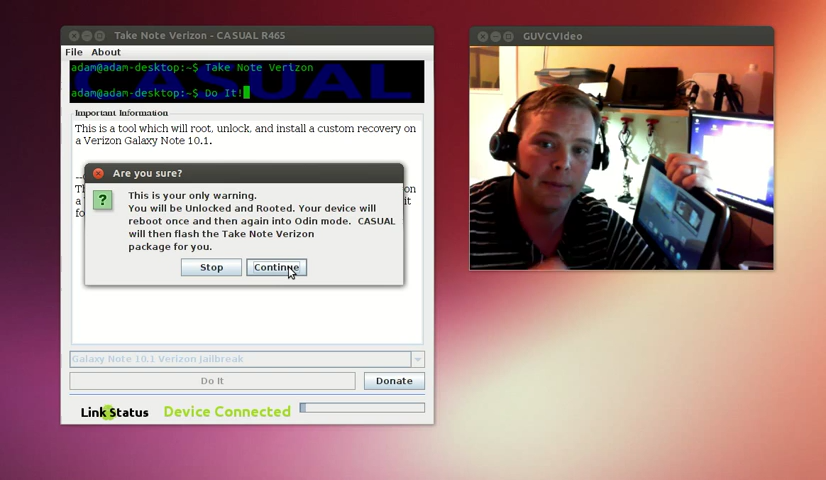 Take Note Verizon - CASUAL R465
GUVCVideo
File About
adam@adam-desktop:~$ Take Note Verizon
adam@adam-desktop:~$ Do It!
CASUAL
Important Information
This is a tool which will root, unlock, and install a custom recovery on
a Verizon Galaxy Note 10.1.
Are you sure?
This is your only warning.
You will be Unlocked and Rooted. Your device will
reboot once and then again into Odin mode. CASUAL
will then flash the Take Note Verizon
package for you.
Stop
Continue
Galaxy Note 10.1 Verizon Jailbreak
Do It
Donate
Link Status
Device Connected